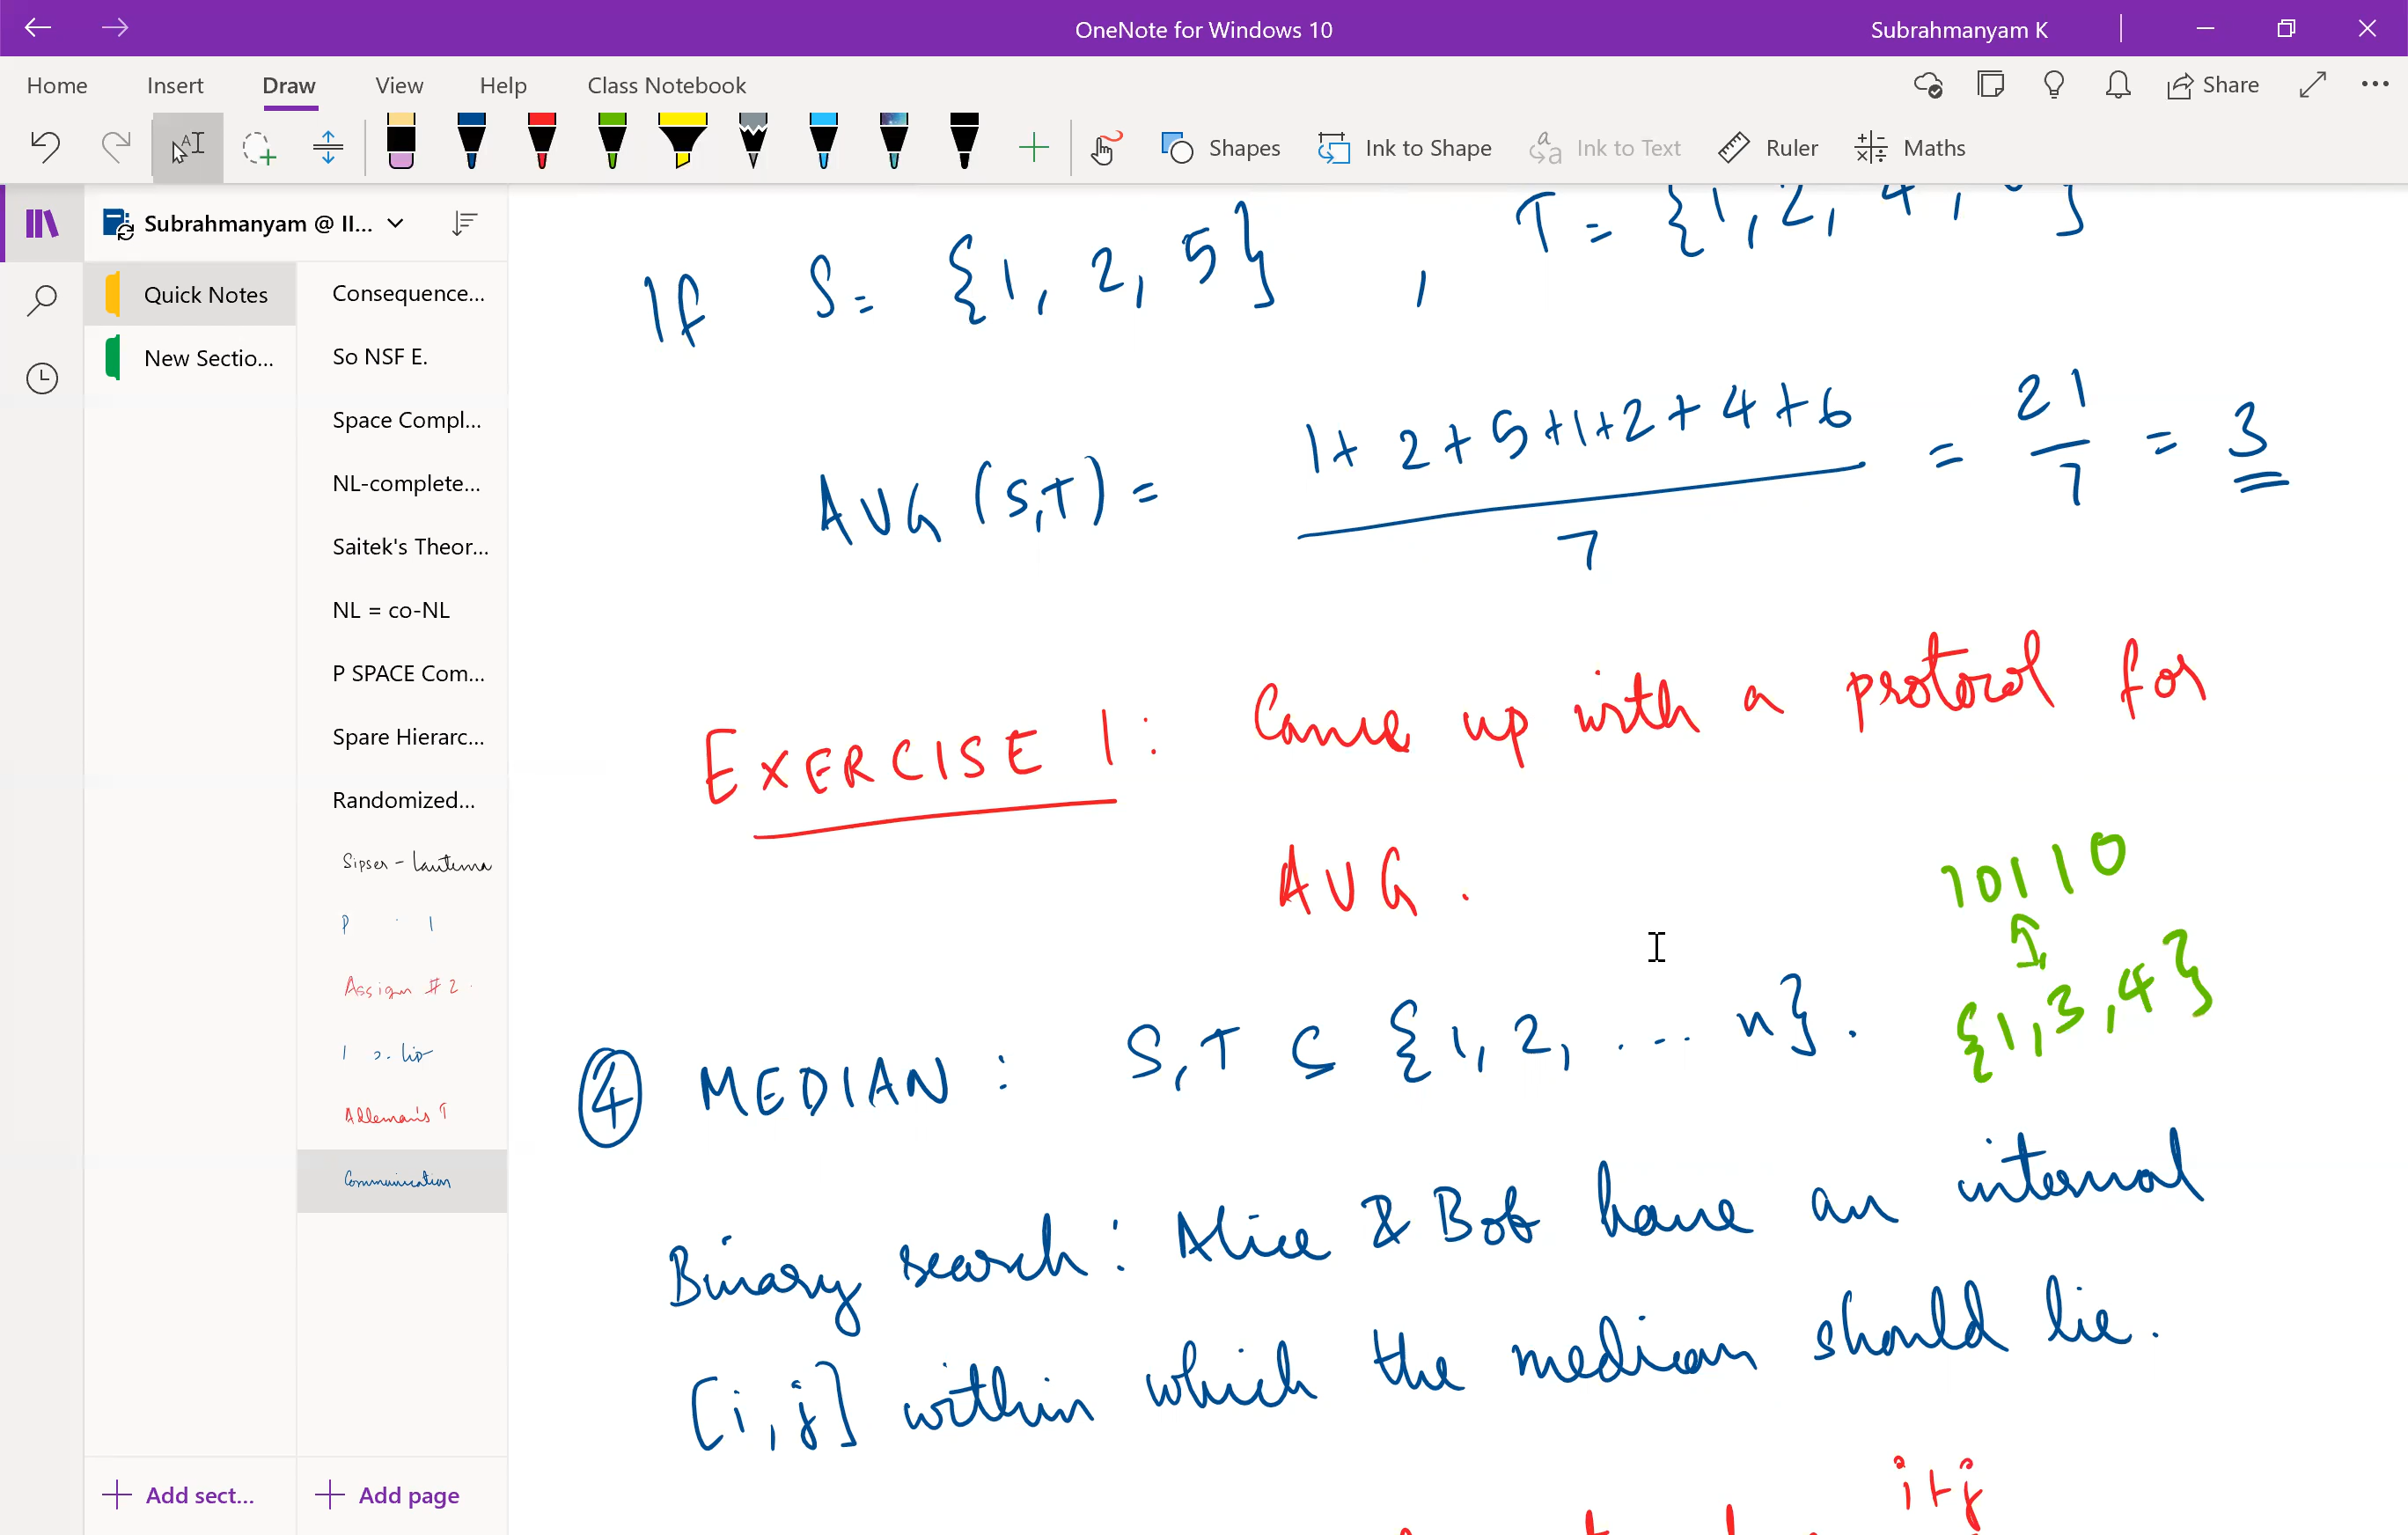 OneNote for Windows 10
Subrahmanyam K
Home Insert Draw View Help Class Notebook
Share
Shapes Ink to Shape Ink to Text Ruler Maths
Subrahmanyam @ II...
Quick Notes
New Sectio...
Consequence...
So NSF E.
Space Compl...
NL-complete...
Saitek's Theor...
NL = co-NL
P SPACE Com...
Spare Hierarc...
Randomized...
Sipser - Lautema
Assign #2.
Adleman's T
Communication
Add sect...
Add page
If S = {1, 2, 5} , T = {1, 2, 4,
AVG (S,T) = 1+ 2+ 5+1+2+ 4+6 / 7 = 21/7 = 3
EXERCISE 1: Come up with a protocol for
AVG.
10110
{1,3,4}
④ MEDIAN: S,T ⊆ {1, 2, ... n}.
Binary search: Alice & Bob have an interval
[i,j] within which the median should lie.
i+j